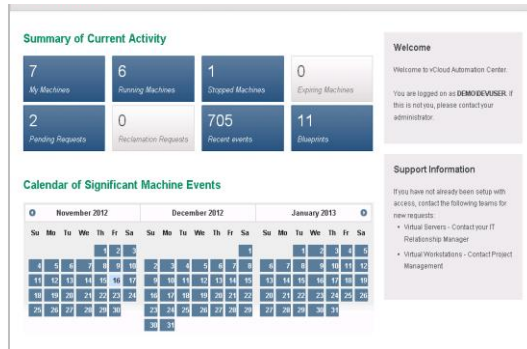 Summary of Current Activity
7
My Machines
6
Running Machines
1
Stopped Machines
0
Expiring Machines
2
Pending Requests
0
Reclamation Requests
705
Recent events
11
Blueprints
Calendar of Significant Machine Events
November 2012 December 2012 January 2013
Su Mo Tu We Th Fr Sa Su Mo Tu We Th Fr Sa Su Mo Tu We Th Fr Sa
1 2 3 1 1 2 3 4 5
4 5 6 7 8 9 10 2 3 4 5 6 7 8 6 7 8 9 10 11 12
11 12 13 14 15 16 17 9 10 11 12 13 14 15 13 14 15 16 17 18 19
18 19 20 21 22 23 24 16 17 18 19 20 21 22 20 21 22 23 24 25 26
25 26 27 28 29 30 23 24 25 26 27 28 29 27 28 29 30 31
30 31
Welcome
Welcome to vCloud Automation Center.
You are logged on as DEMO\DEVUSER. If
this is not you, please contact your
administrator.
Support Information
If you have not already been setup with
access, contact the following teams for
new requests:
• Virtual Servers - Contact your IT
Relationship Manager
• Virtual Workstations - Contact Project
Management